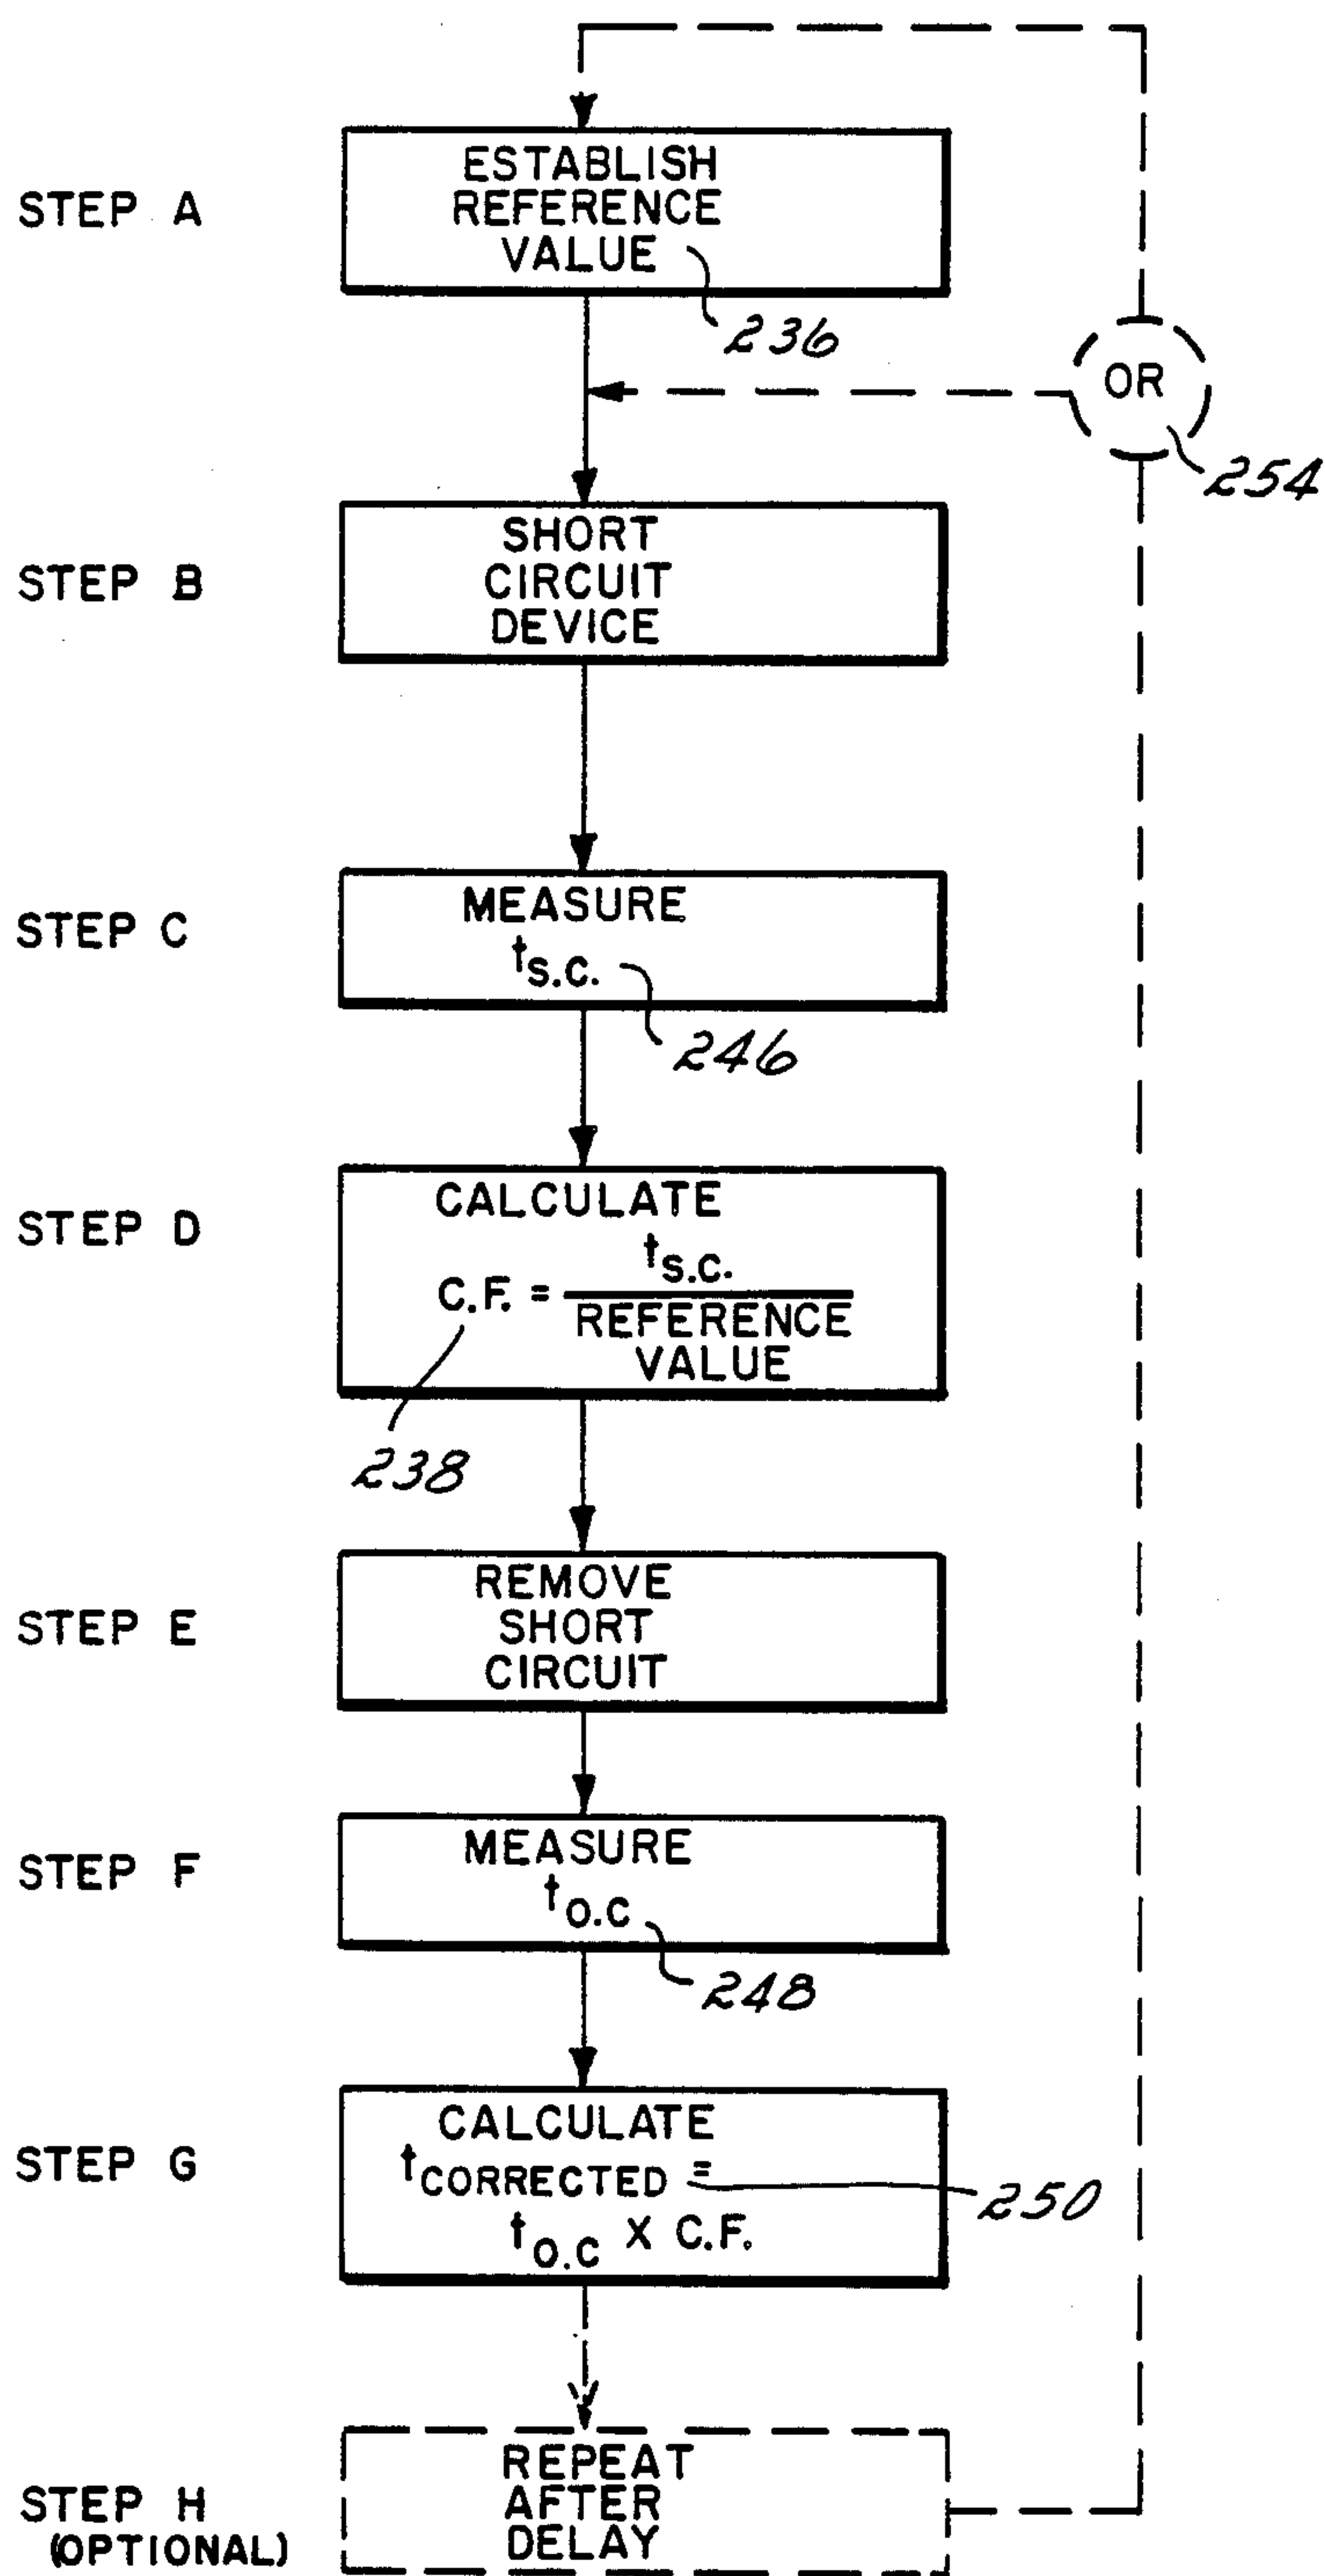 STEP A
ESTABLISH
REFERENCE
VALUE
236
OR
254
STEP B
SHORT
CIRCUIT
DEVICE
STEP C
MEASURE
ts.c.
246
STEP D
CALCULATE
ts.c.
C.F. =
REFERENCE
VALUE
238
STEP E
REMOVE
SHORT
CIRCUIT
STEP F
MEASURE
to.c
248
STEP G
CALCULATE
tCORRECTED =
250
to.c X C.F.
STEP H
(OPTIONAL)
REPEAT
AFTER
DELAY